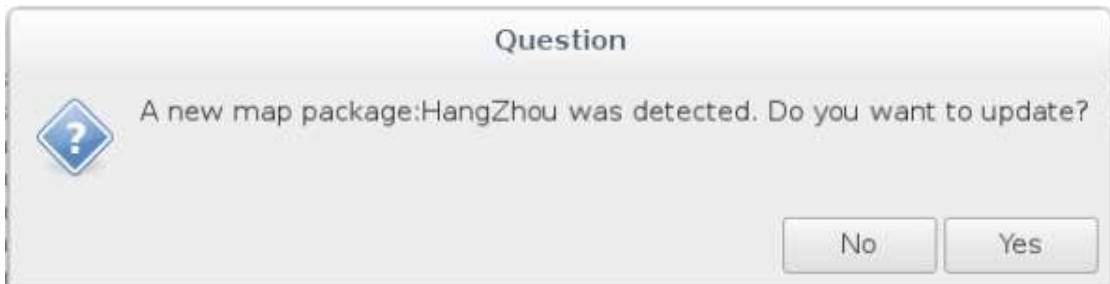 Question
A new map package:HangZhou was detected. Do you want to update?
No
Yes